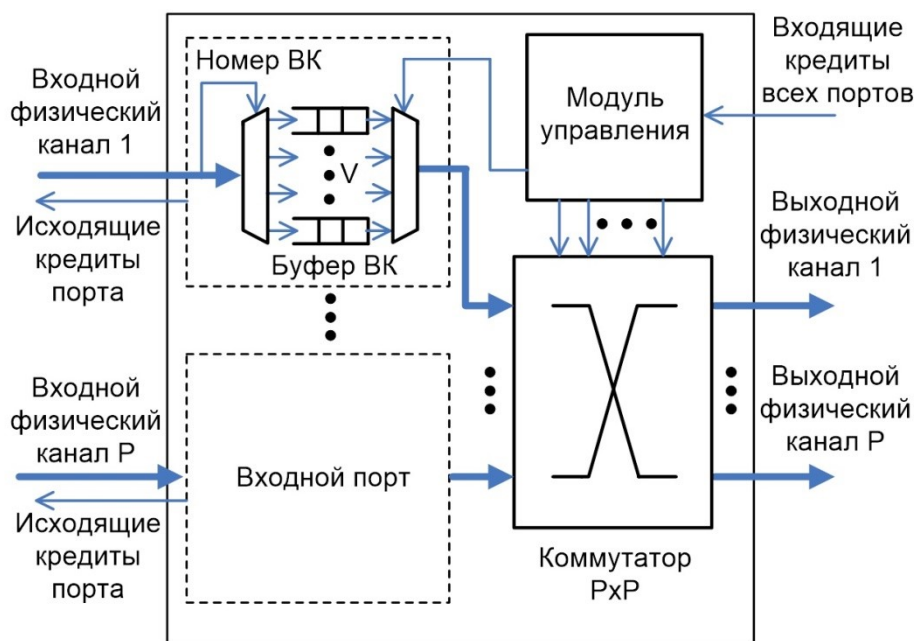 Входной
физический
канал 1
Исходящие
кредиты
порта
Номер ВК
V
Буфер ВК
Модуль
управления
Входящие
кредиты
всех портов
Выходной
физический
канал 1
Входной
физический
канал P
Исходящие
кредиты
порта
Входной порт
Коммутатор
PxP
Выходной
физический
канал P